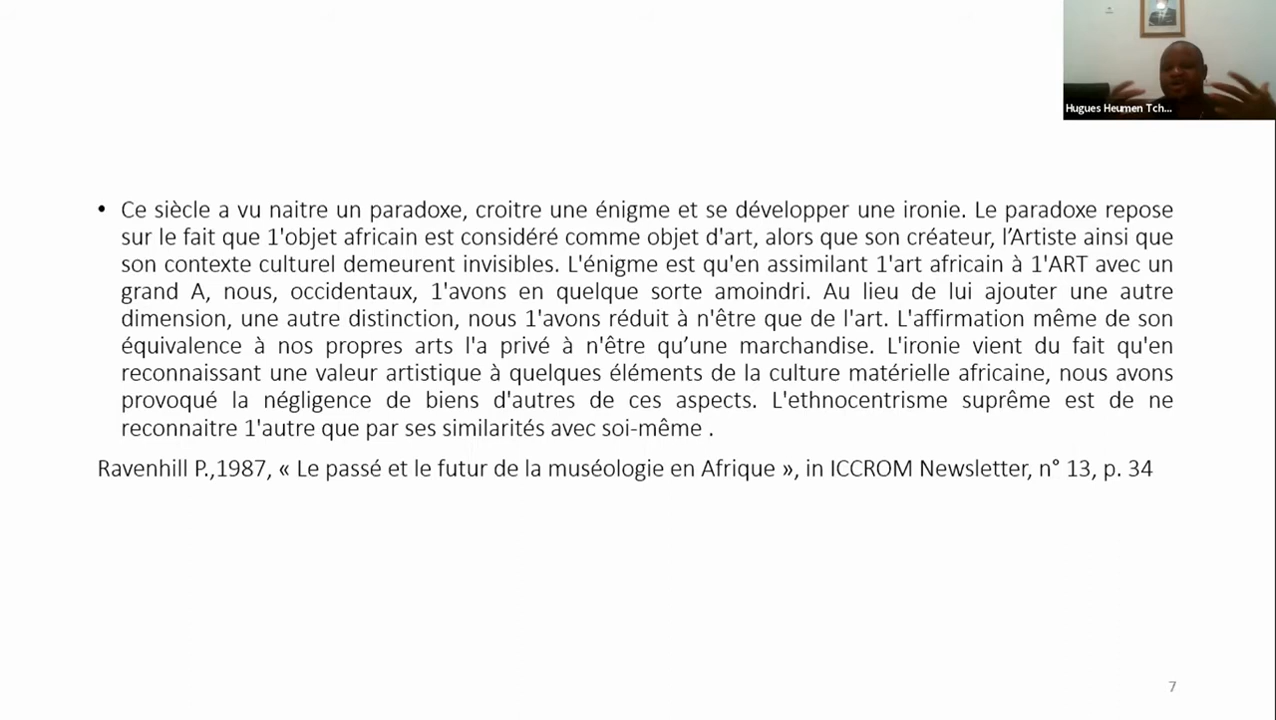 Hugues Heumen Tch...
• Ce siècle a vu naitre un paradoxe, croitre une énigme et se développer une ironie. Le paradoxe repose
sur le fait que 1'objet africain est considéré comme objet d'art, alors que son créateur, l’Artiste ainsi que
son contexte culturel demeurent invisibles. L'énigme est qu'en assimilant 1'art africain à 1'ART avec un
grand A, nous, occidentaux, 1'avons en quelque sorte amoindri. Au lieu de lui ajouter une autre
dimension, une autre distinction, nous 1'avons réduit à n'être que de l'art. L'affirmation même de son
équivalence à nos propres arts l'a privé à n'être qu’une marchandise. L'ironie vient du fait qu'en
reconnaissant une valeur artistique à quelques éléments de la culture matérielle africaine, nous avons
provoqué la négligence de biens d'autres de ces aspects. L'ethnocentrisme suprême est de ne
reconnaitre 1'autre que par ses similarités avec soi-même .
Ravenhill P.,1987, « Le passé et le futur de la muséologie en Afrique », in ICCROM Newsletter, n° 13, p. 34
7